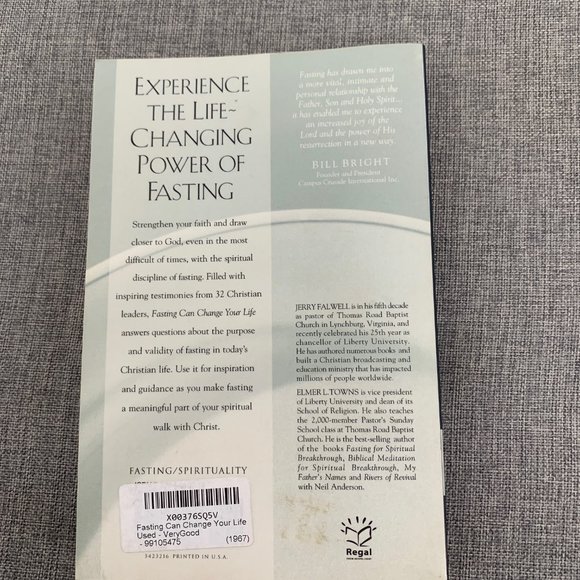 EXPERIENCE
THE LIFE~
CHANGING
POWER OF
FASTING
Strengthen your faith and draw
closer to God, even in the most
difficult of times, with the spiritual
discipline of fasting. Filled with
inspiring testimonies from 32 Christian
leaders, Fasting Can Change Your Life
answers questions about the purpose
and validity of fasting in today's
Christian life. Use it for inspiration
and guidance as you make fasting
a meaningful part of your spiritual
walk with Christ.
FASTING/SPIRITUALITY
X00376SQ5V
Fasting Can Change Your Life
Used - VeryGood
- 99105475
(1967)
5423216 PRINTED IN U.S.A.
Fasting has drawn me into
a more vital, intimate and
personal relationship with the
Father, Son and Holy Spirit...
it has enabled me to experience
an increased joy of the
Lord and the power of His
resurrection in a new way.
BILL BRIGHT
Founder and President
Campus Crusade International Inc.
JERRY FALWELL is in his fifth decade
as pastor of Thomas Road Baptist
Church in Lynchburg, Virginia, and
recently celebrated his 25th year as
chancellor of Liberty University.
He has authored numerous books and
built a Christian broadcasting and
education ministry that has impacted
millions of people worldwide.
ELMER L. TOWNS is vice president
of Liberty University and dean of its
School of Religion. He also teaches
the 2,000-member Pastor's Sunday
School class at Thomas Road Baptist
Church. He is the best-selling author
of the books Fasting for Spiritual
Breakthrough, Biblical Meditation
for Spiritual Breakthrough, My
Father's Names and Rivers of Revival
with Neil Anderson.
Regal